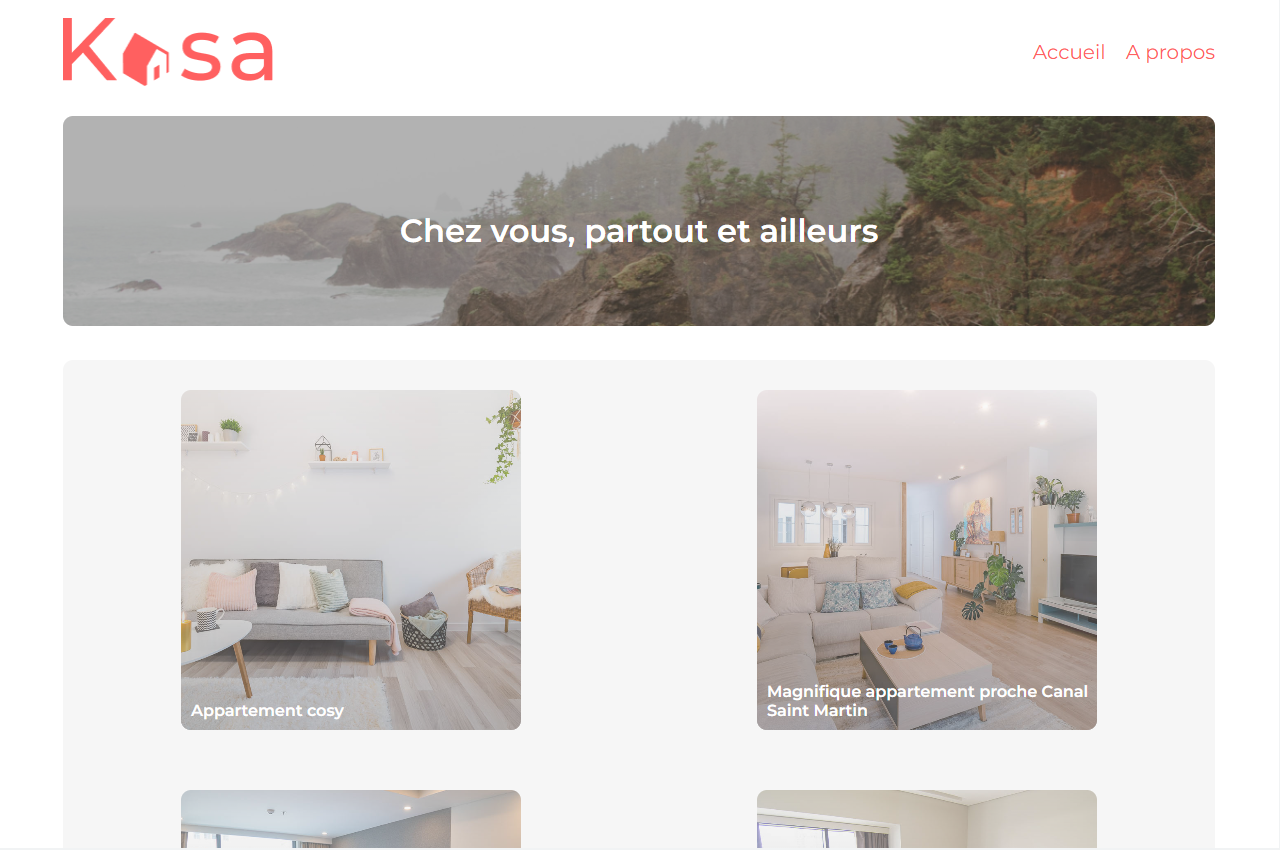 Kasa
Accueil
A propos
Chez vous, partout et ailleurs
Appartement cosy
Magnifique appartement proche Canal
Saint Martin